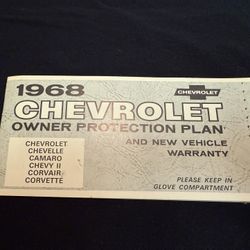 1968
CHEVROLET
CHEVROLET
OWNER PROTECTION PLAN
AND NEW VEHICLE
WARRANTY
CHEVROLET
CHEVELLE
CAMARO
CHEVY II
CORVAIR
CORVETTE
PLEASE KEEP IN
GLOVE COMPARTMENT